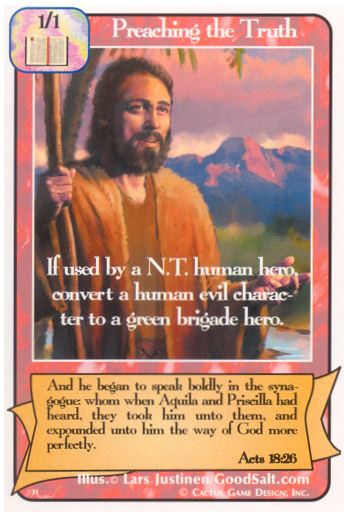 1/1
Preaching the Truth
If used by a N.T. human hero,
convert a human evil charac-
ter to a green brigade hero.
And he began to speak boldly in the syna-
gogue: whom when Aquila and Priscilla had
heard, they took him unto them, and
expounded unto him the way of God more
perfectly.
Acts 18:26
Illus.© Lars Justinen/GoodSalt.com
H
© Cactus Game Design, Inc.